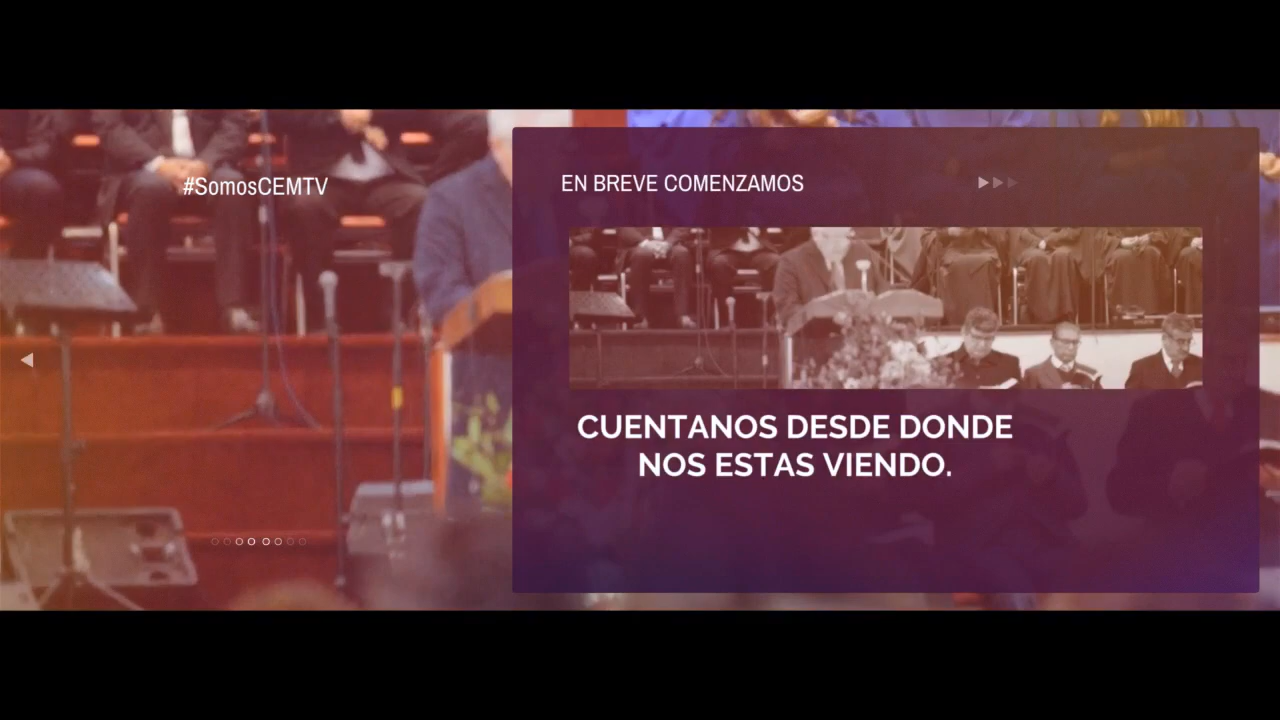 #SomosCEMTV
EN BREVE COMENZAMOS
CUENTANOS DESDE DONDE
NOS ESTAS VIENDO.